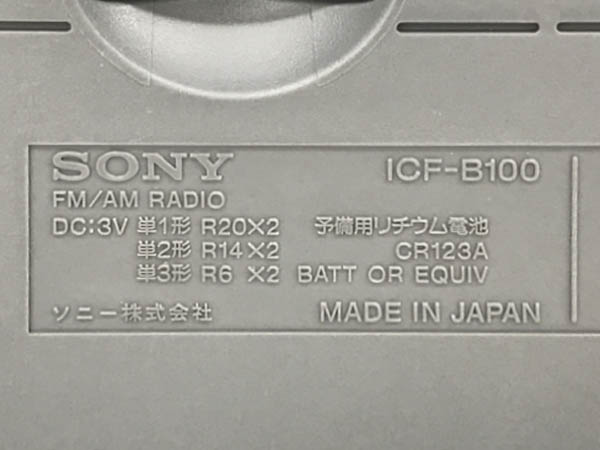 SONY ICF-B100
FM/AM RADIO
DC:3V 単1形 R20×2 予備用リチウム電池
単2形 R14×2 CR123A
単3形 R6 ×2 BATT OR EQUIV
ソニー株式会社 MADE IN JAPAN